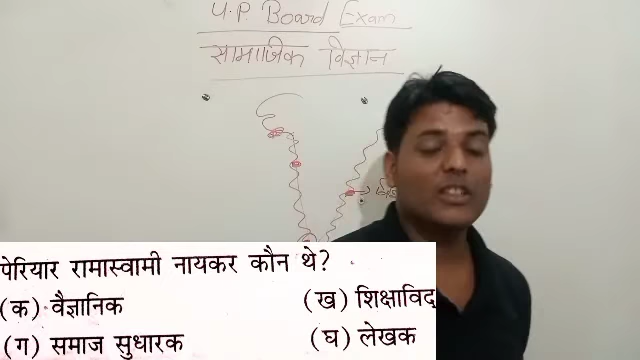 U.P. Board Exam
सामाजिक विज्ञान
पेरियार रामास्वामी नायकर कौन थे?
(क) वैज्ञानिक (ख) शिक्षाविद्
(ग) समाज सुधारक (घ) लेखक